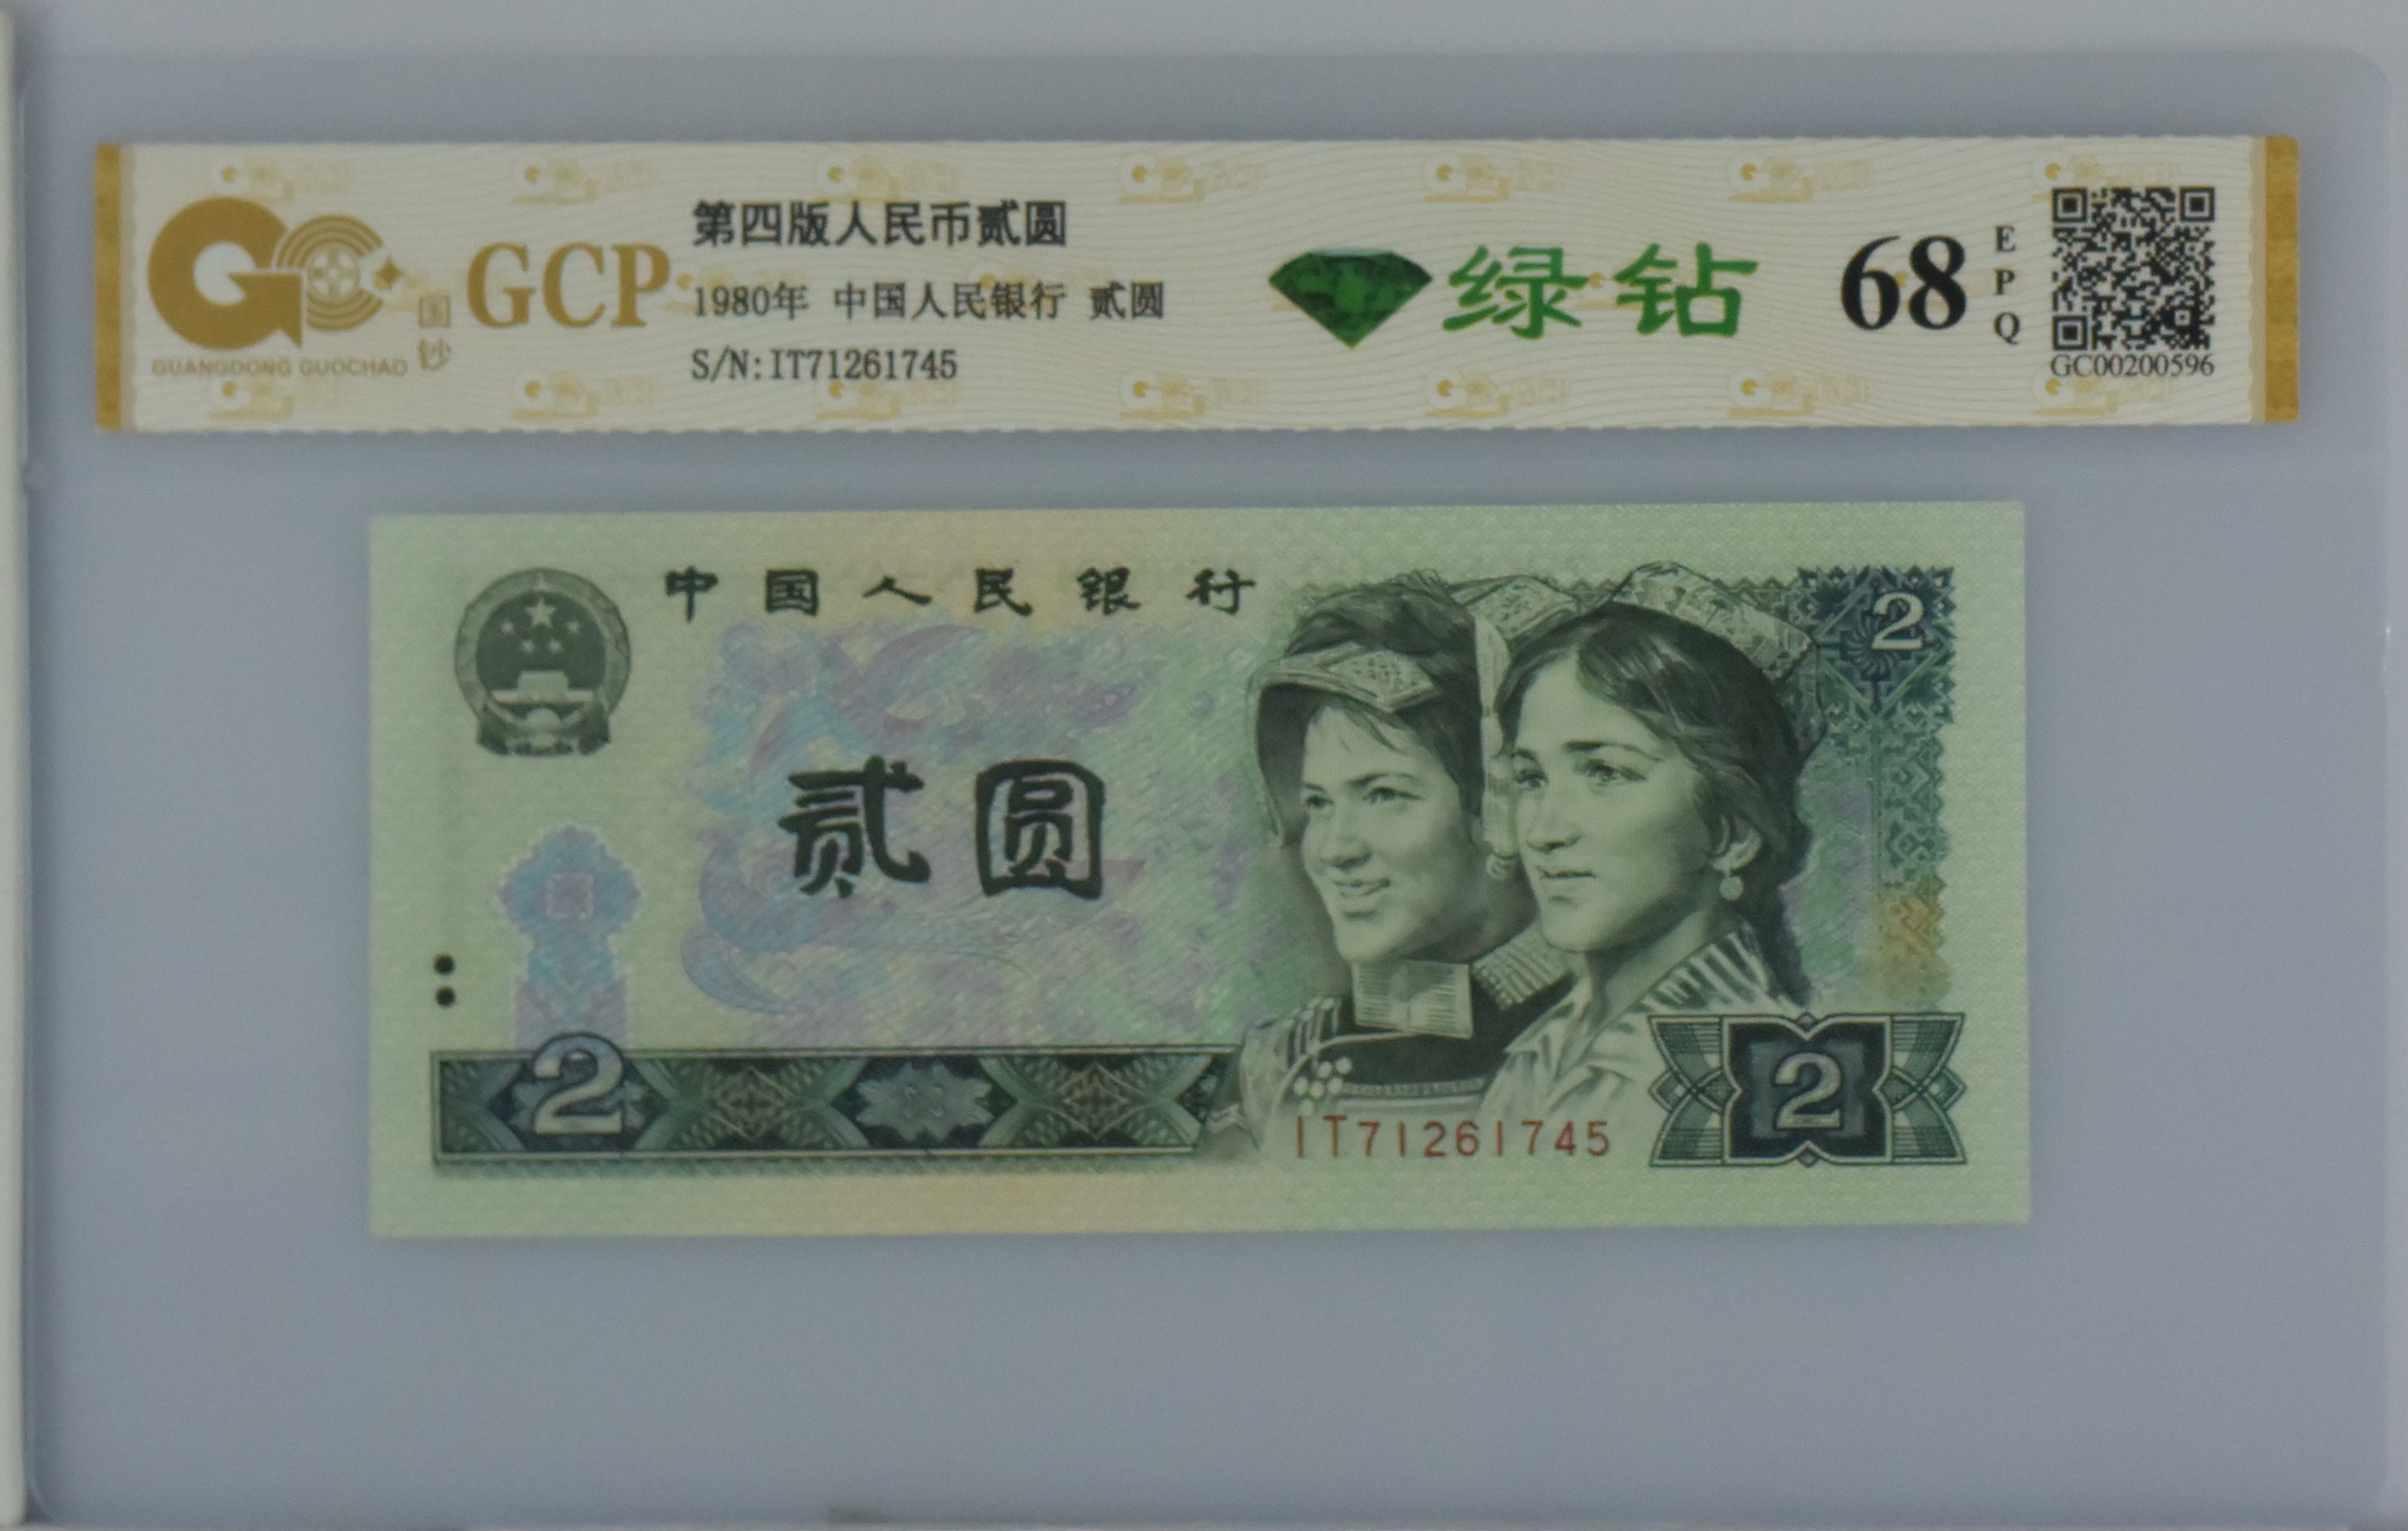 GCP
国钞
GUANGDONG GUOCHAO
第四版人民币贰圆
1980年 中国人民银行 贰圆
S/N:IT71261745
绿钻
68
EPQ
GC00200596
中国人民银行
2
贰圆
2
IT71261745
2